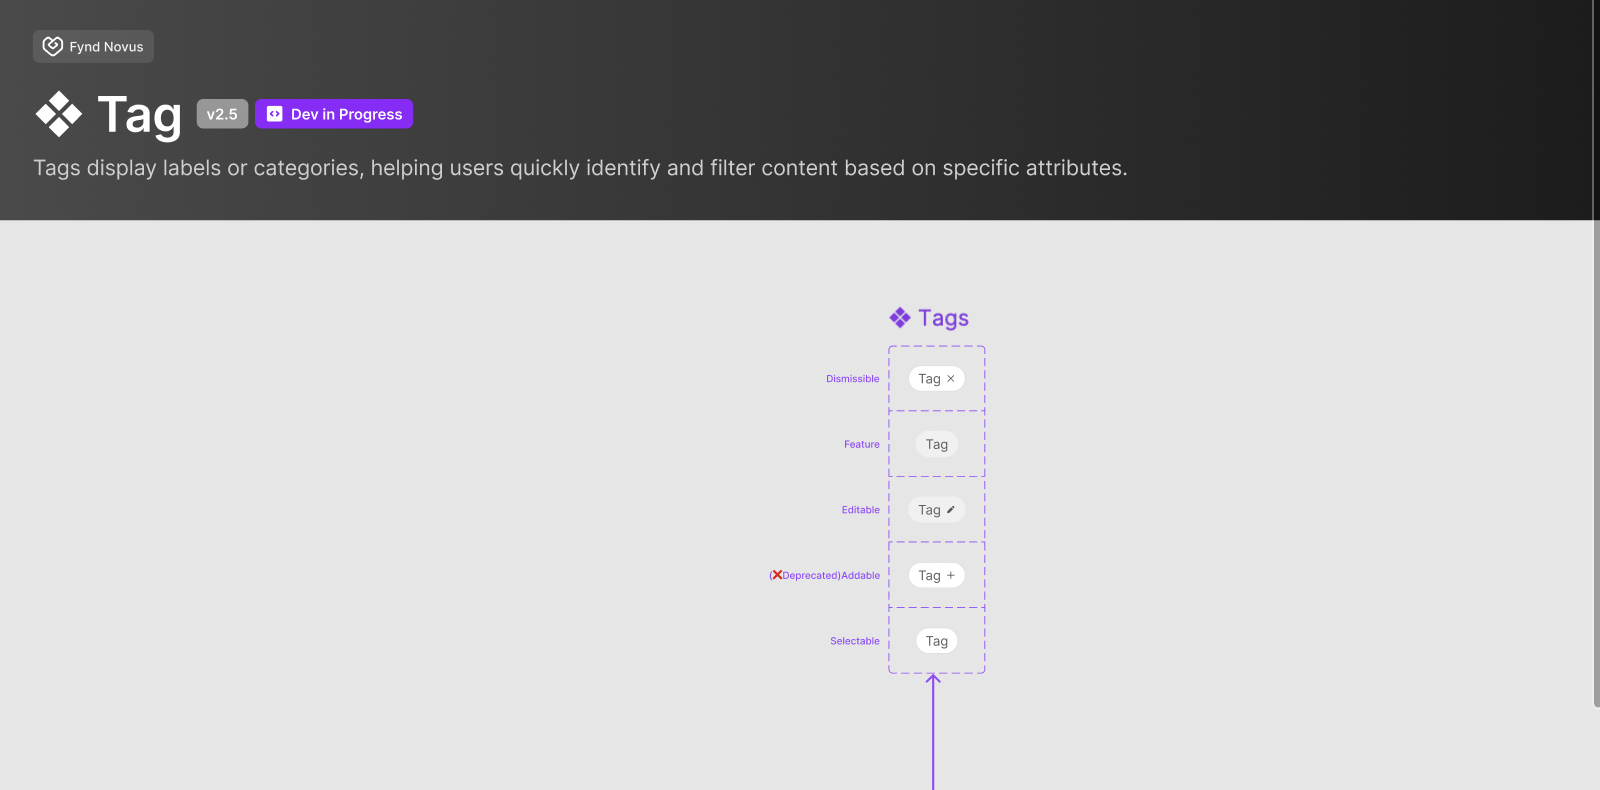 Fynd Novus
Tag v2.5 Dev in Progress
Tags display labels or categories, helping users quickly identify and filter content based on specific attributes.
Tags
Dismissible Tag
Feature Tag
Editable Tag
(❌Deprecated)Addable Tag
Selectable Tag